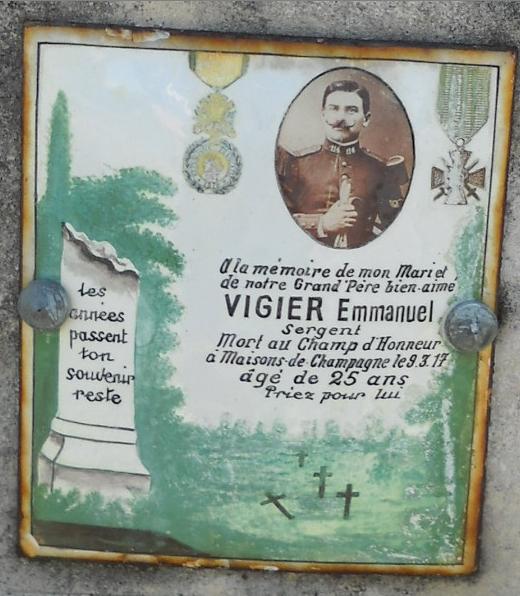 A la mémoire de mon Mari et
de notre Grand Père bien-aimé
VIGIER Emmanuel
Sergent
Mort au Champ d'Honneur
à Maisons-de-Champagne le 9.3.17
âgé de 25 ans
Priez pour lui
les
années
passent
ton
souvenir
reste